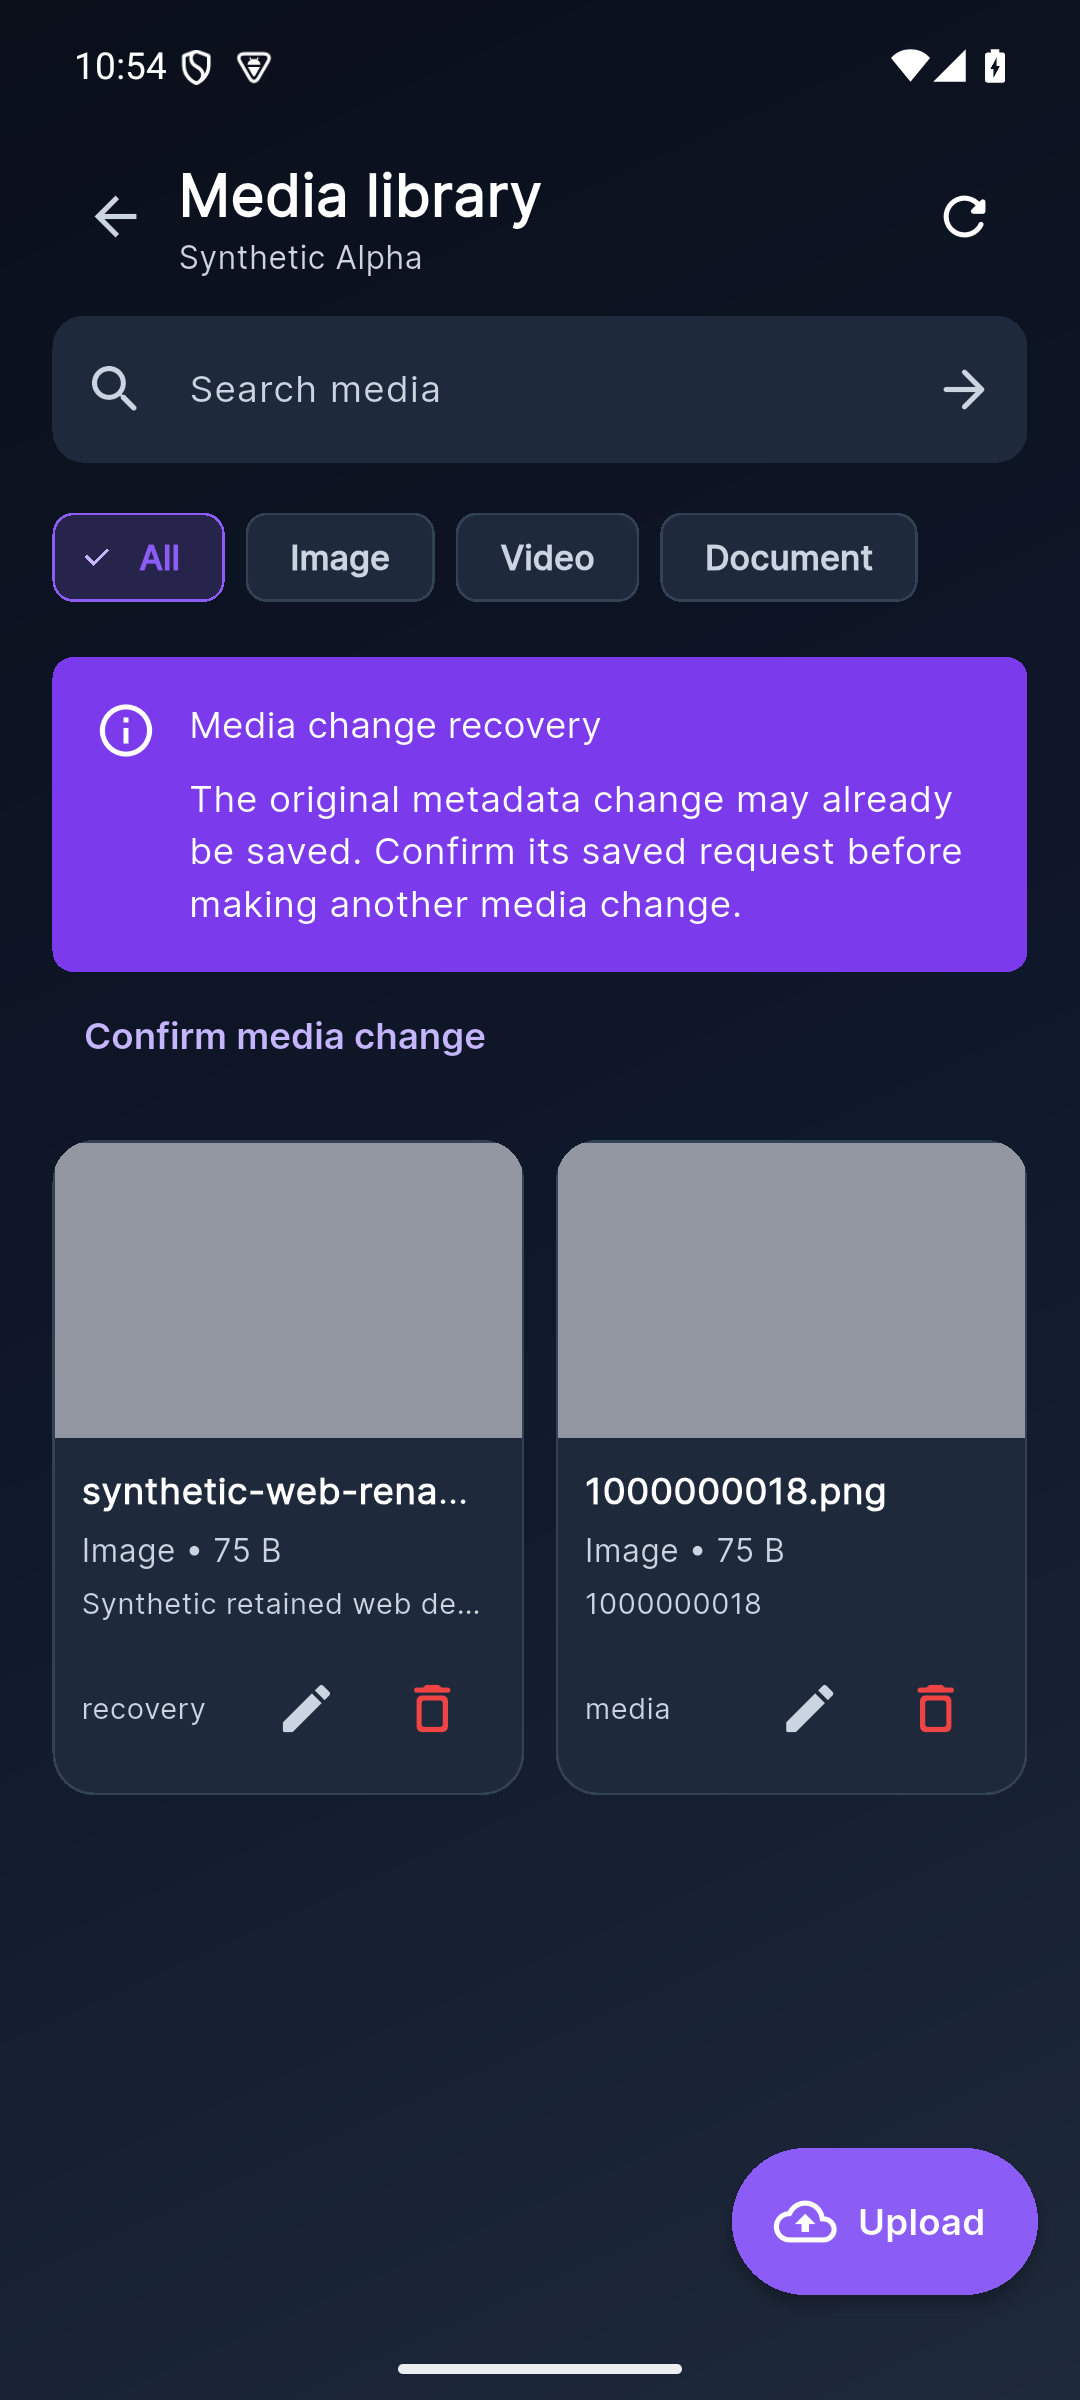 10:54
Media library
Synthetic Alpha
Search media
All
Image
Video
Document
Media change recovery
The original metadata change may already
be saved. Confirm its saved request before
making another media change.
Confirm media change
synthetic-web-rena...
Image • 75 B
Synthetic retained web de...
recovery
1000000018.png
Image • 75 B
1000000018
media
Upload